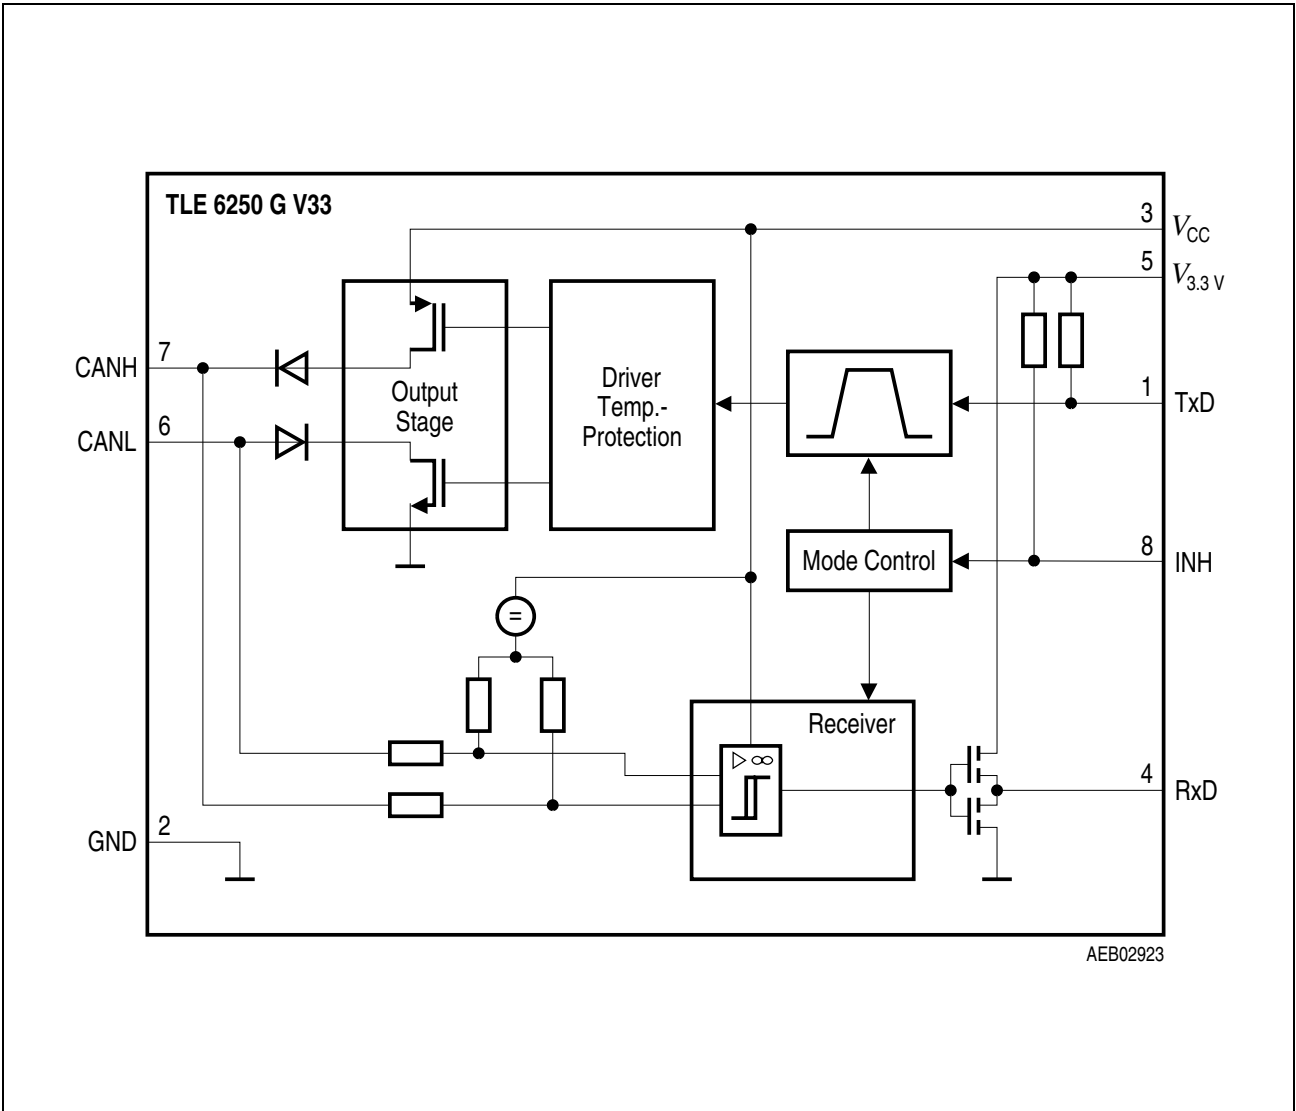 TLE 6250 G V33
3
VCC
5
V3.3 V
7
CANH
Output
Stage
Driver
Temp.-
Protection
1
TxD
6
CANL
Mode Control
8
INH
=
Receiver
▷ ∞
4
RxD
2
GND
AEB02923